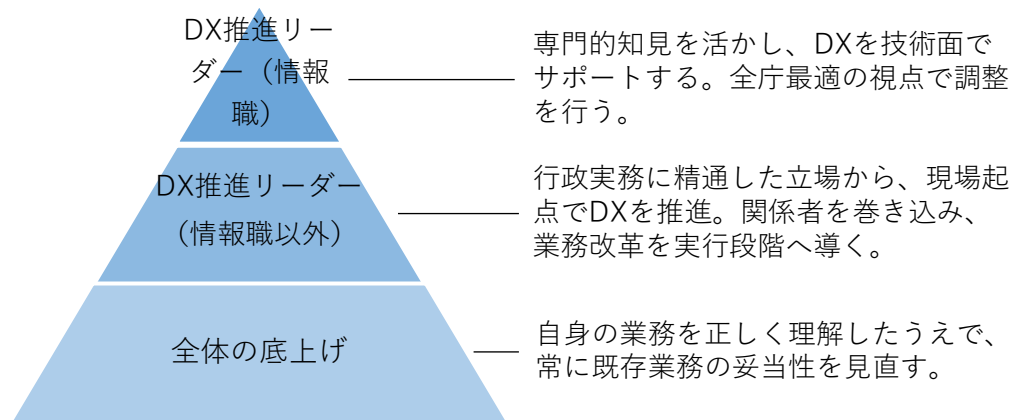 DX推進リー
ダー（情報
職）
専門的知見を活かし、DXを技術面で
サポートする。全庁最適の視点で調整
を行う。
DX推進リーダー
（情報職以外）
行政実務に精通した立場から、現場起
点でDXを推進。関係者を巻き込み、
業務改革を実行段階へ導く。
全体の底上げ
自身の業務を正しく理解したうえで、
常に既存業務の妥当性を見直す。